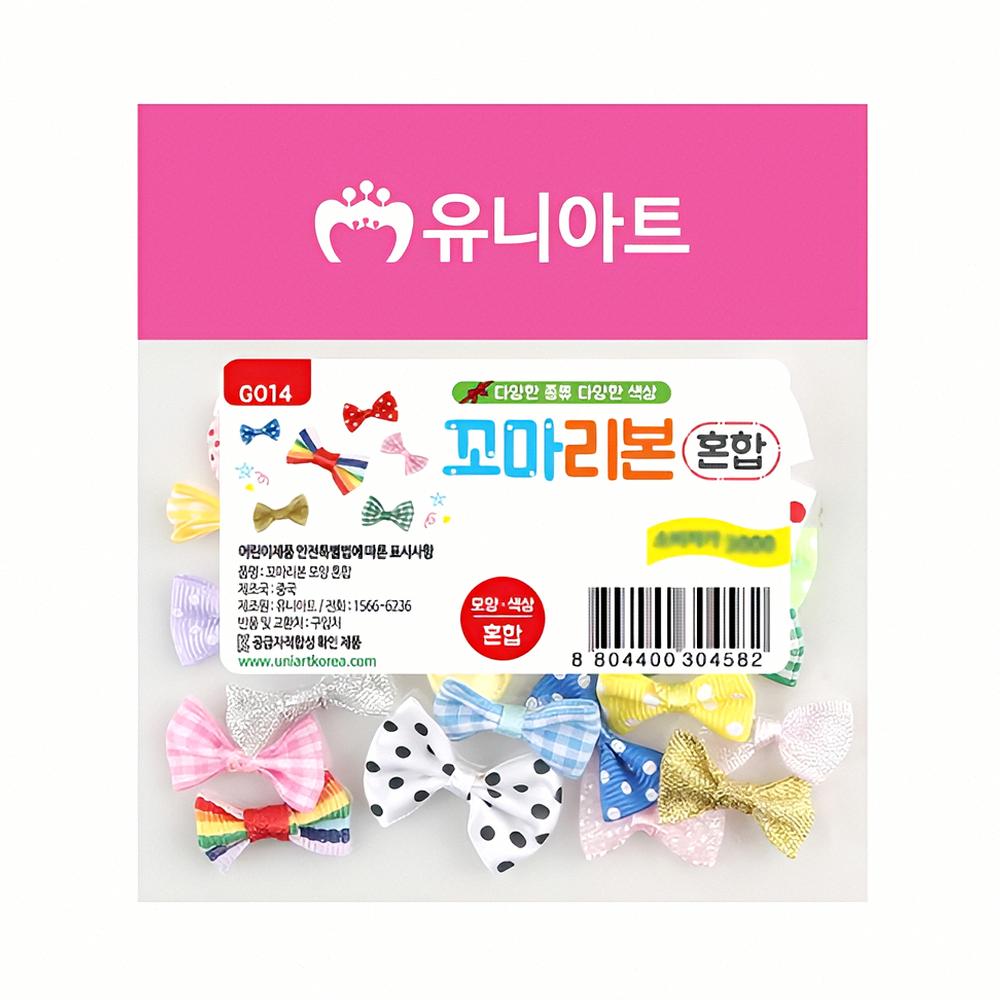 유니아트
G014
다양한 종류 다양한 색상
꼬마리본 혼합
어린이제품 안전특별법에 따른 표시사항
품명 : 꼬마리본 모양 혼합
제조국 : 중국
제조원 : 유니아트 / 전화 : 1566-6236
반품 및 교환처 : 구입처
공급자적합성 확인 제품
www.uniartkorea.com
모양·색상
혼합
8 804400 304582